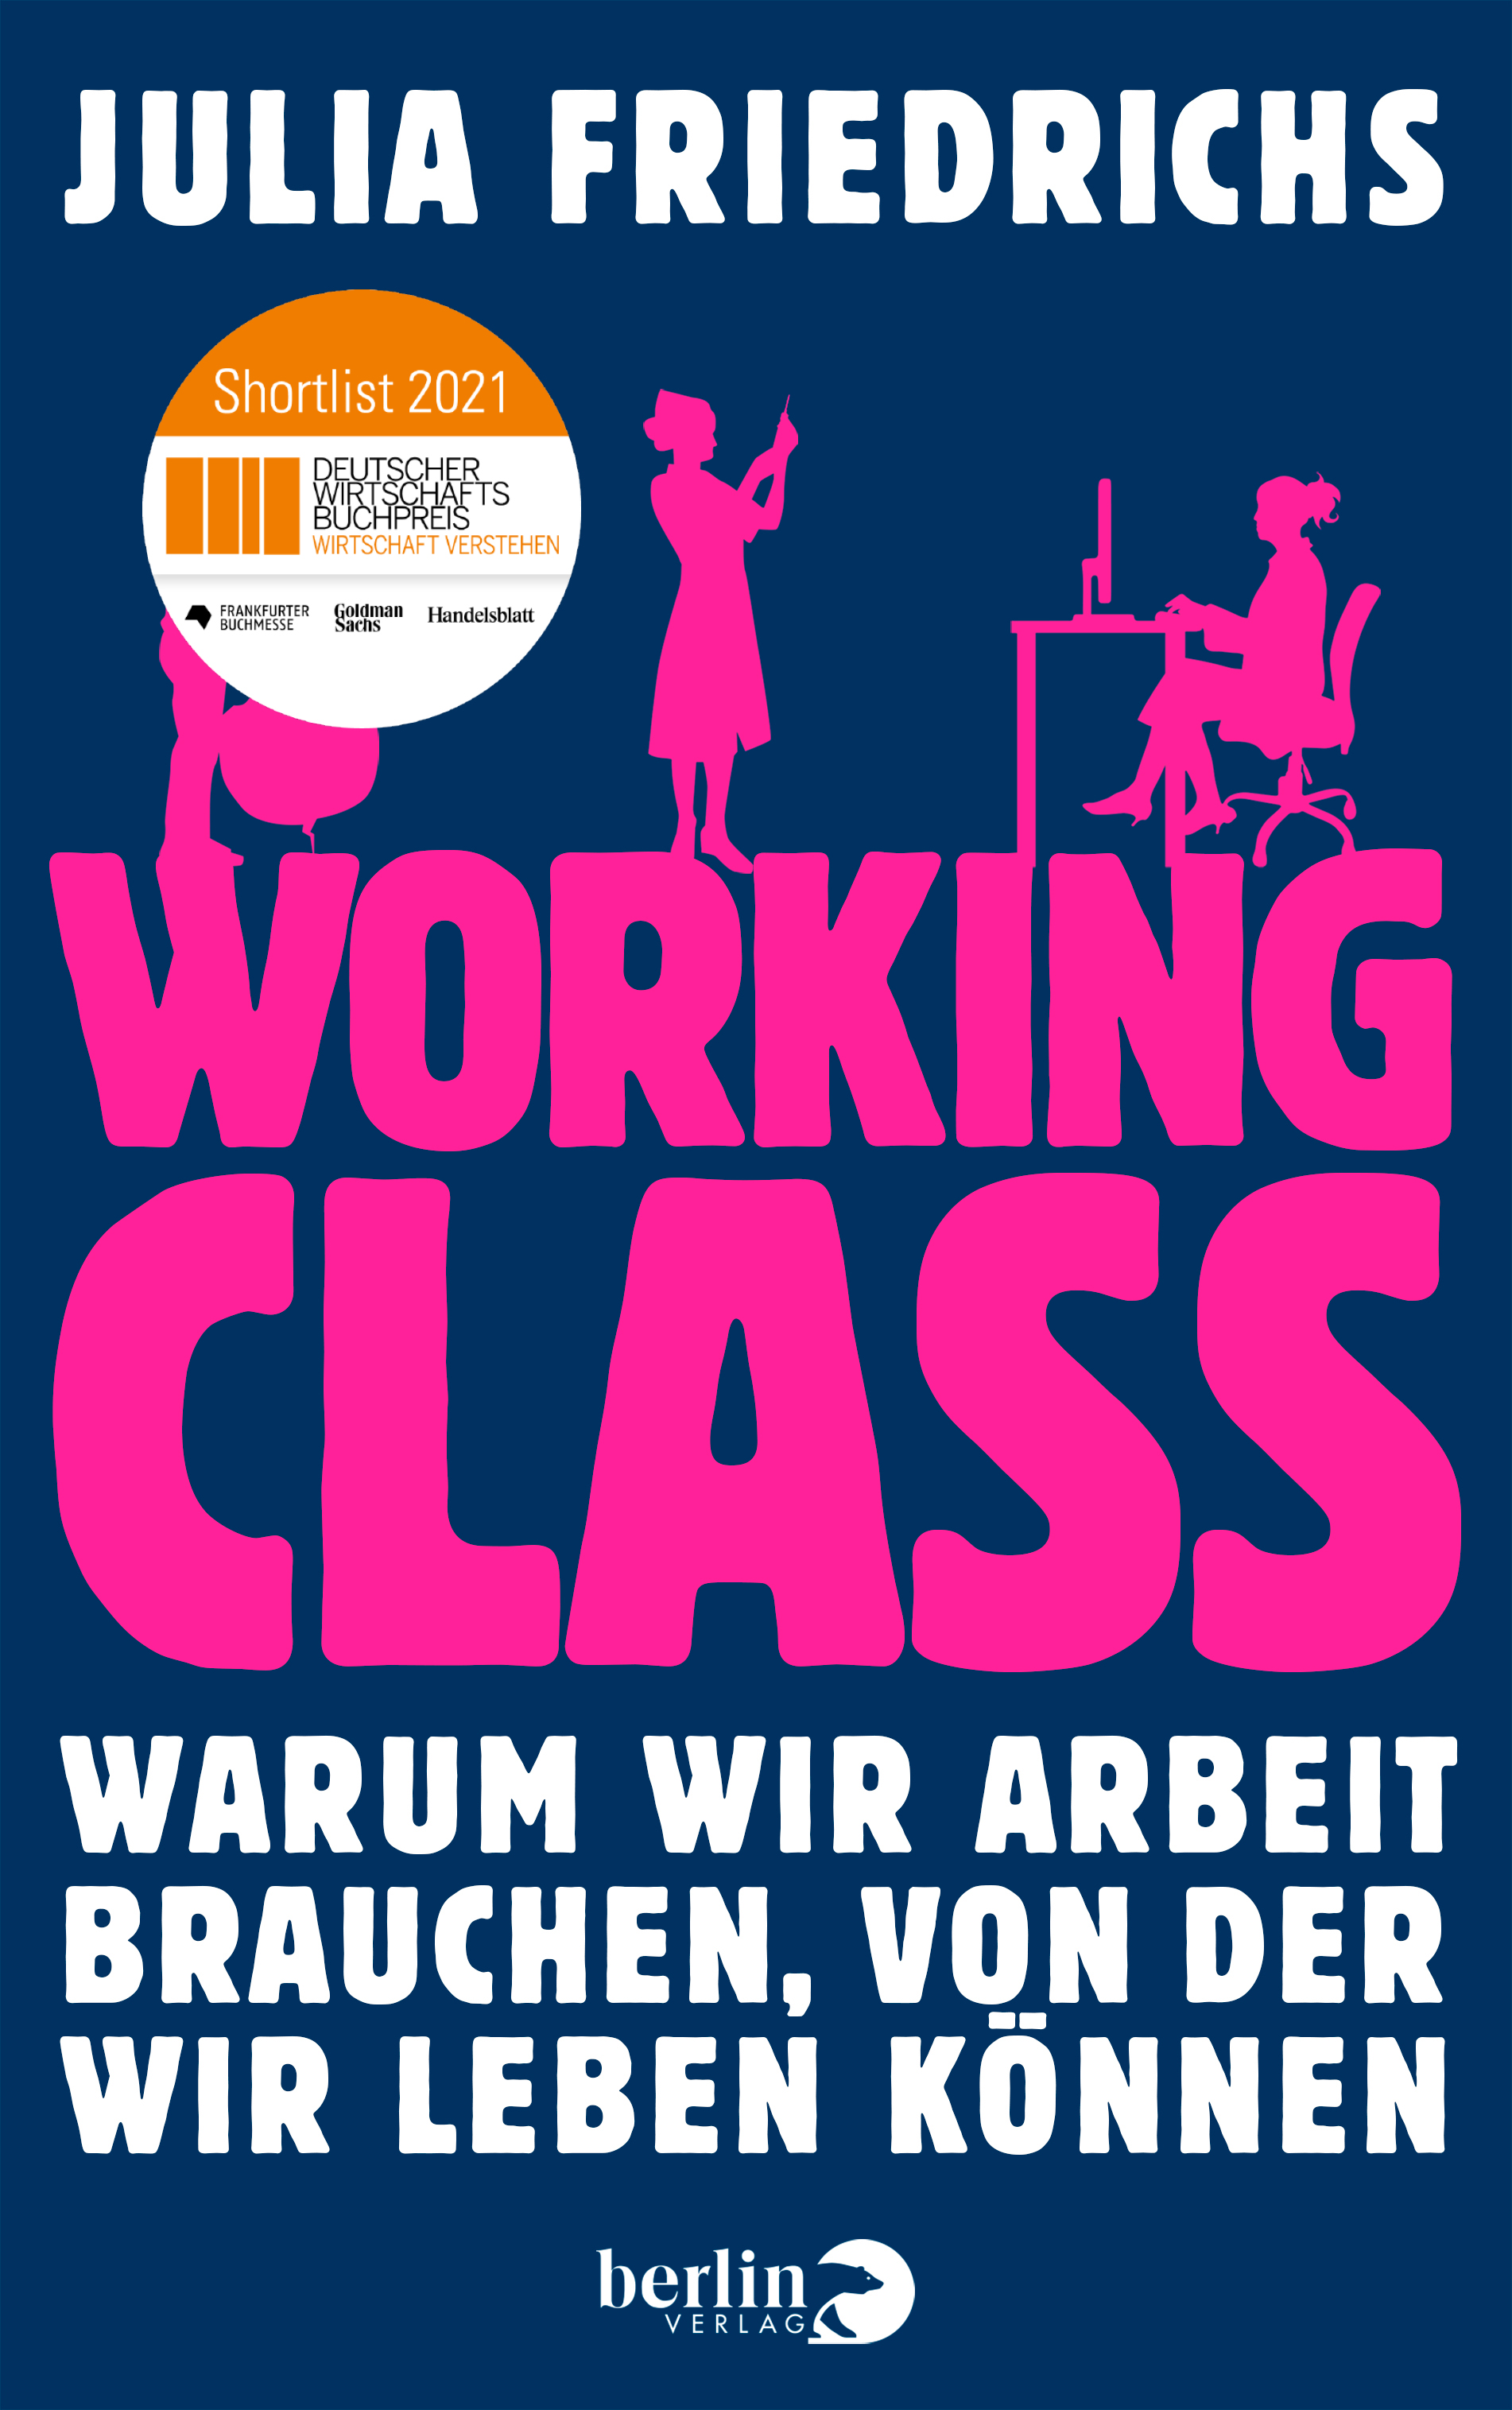 JULIA FRIEDRICHS
Shortlist 2021
DEUTSCHER
WIRTSCHAFTS
BUCHPREIS
WIRTSCHAFT VERSTEHEN
FRANKFURTER
BUCHMESSE
Goldman
Sachs
Handelsblatt
WORKING
CLASS
WARUM WIR ARBEIT
BRAUCHEN, VON DER
WIR LEBEN KÖNNEN
berlin
VERLAG